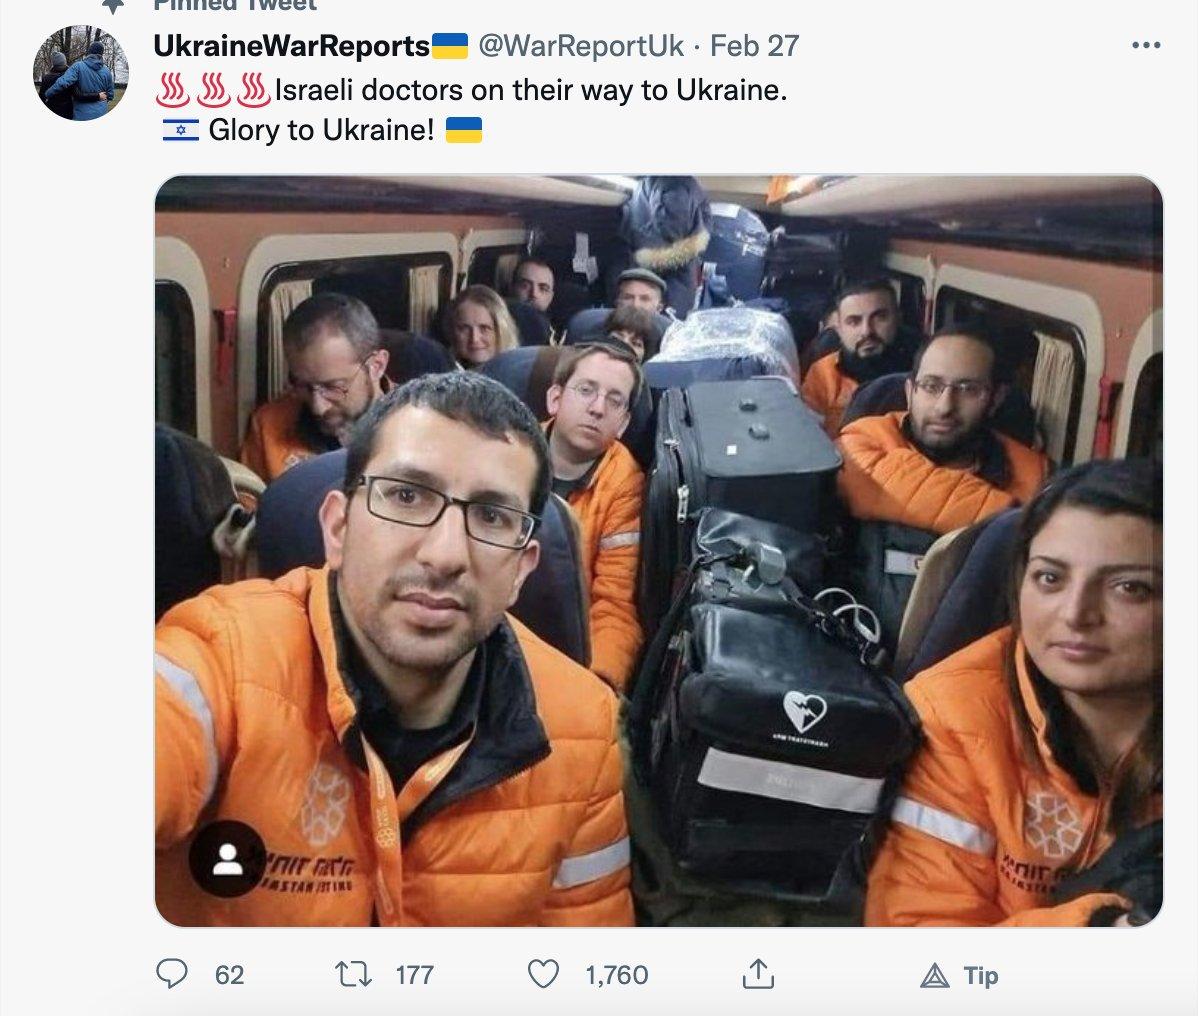 Pinned Tweet
UkraineWarReports🇺🇦 @WarReportUk · Feb 27
♨️♨️♨️Israeli doctors on their way to Ukraine.
🇮🇱 Glory to Ukraine! 🇺🇦
62
177
1,760
Tip